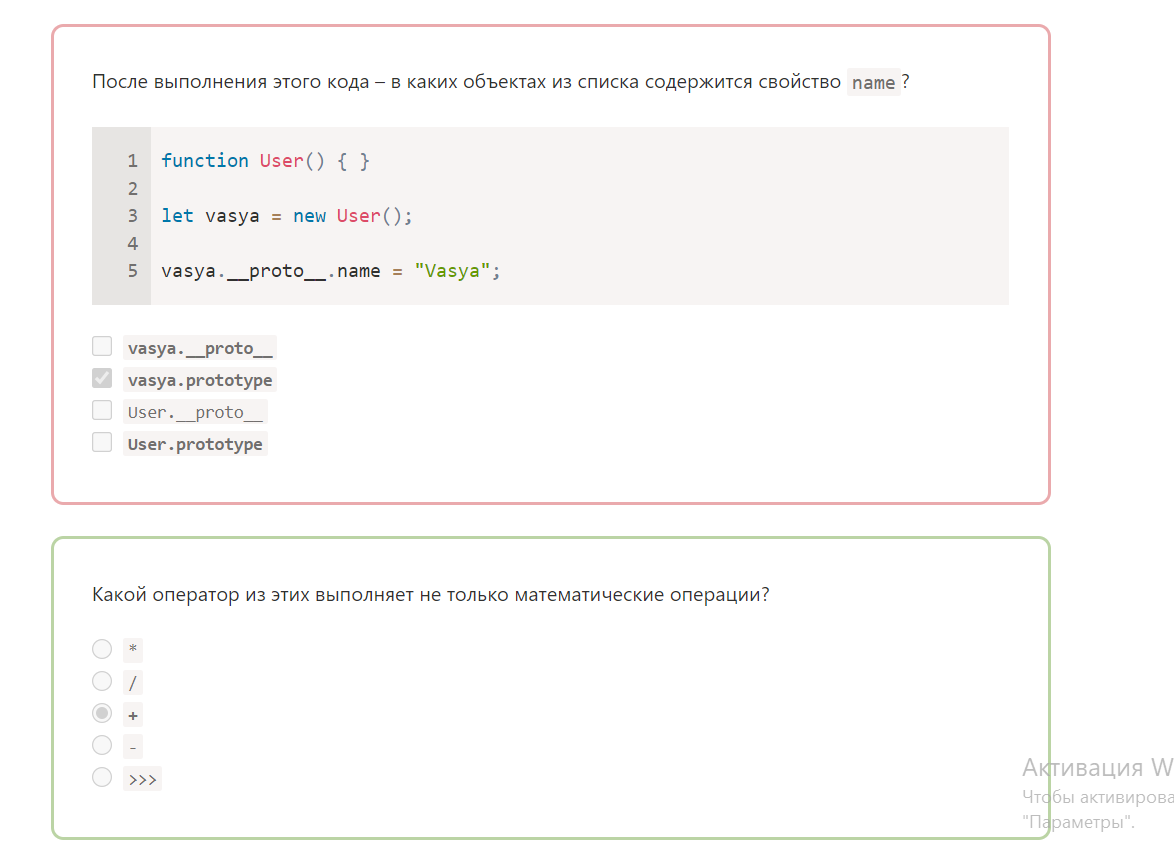 После выполнения этого кода – в каких объектах из списка содержится свойство name?
1 function User() { }
2
3 let vasya = new User();
4
5 vasya.__proto__.name = "Vasya";
vasya.__proto__
vasya.prototype
User.__proto__
User.prototype
Какой оператор из этих выполняет не только математические операции?
*
/
+
-
>>>
Активация W
Чтобы активирова
"Параметры".